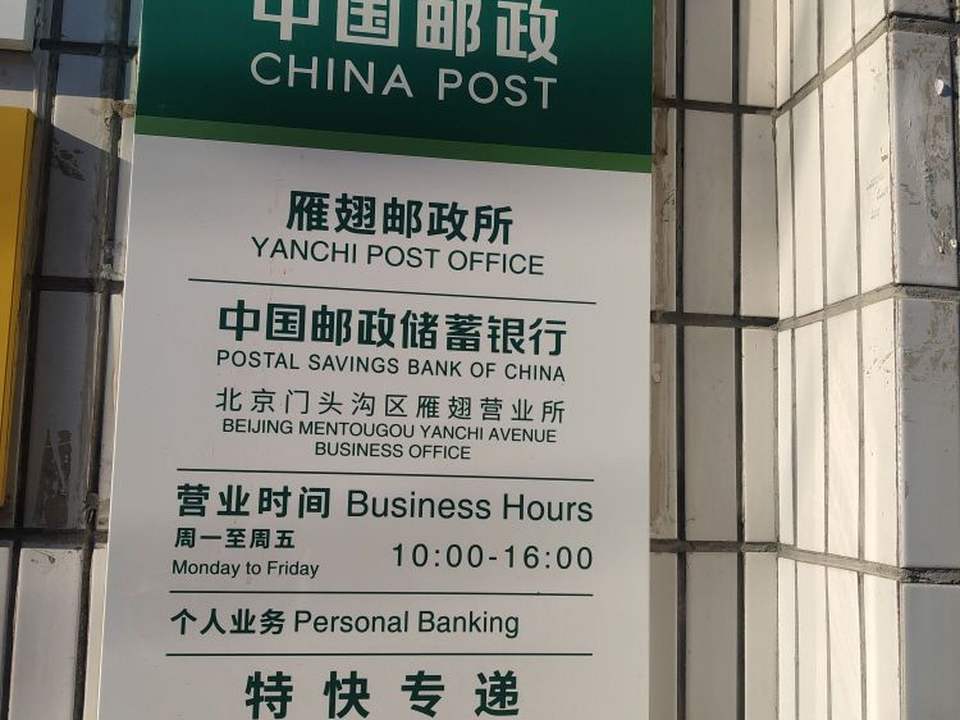 中国邮政
CHINA POST
雁翅邮政所
YANCHI POST OFFICE
中国邮政储蓄银行
POSTAL SAVINGS BANK OF CHINA
北京门头沟区雁翅营业所
BEIJING MENTOUGOU YANCHI AVENUE
BUSINESS OFFICE
营业时间 Business Hours
周一至周五
Monday to Friday
10:00-16:00
个人业务 Personal Banking
特快专递